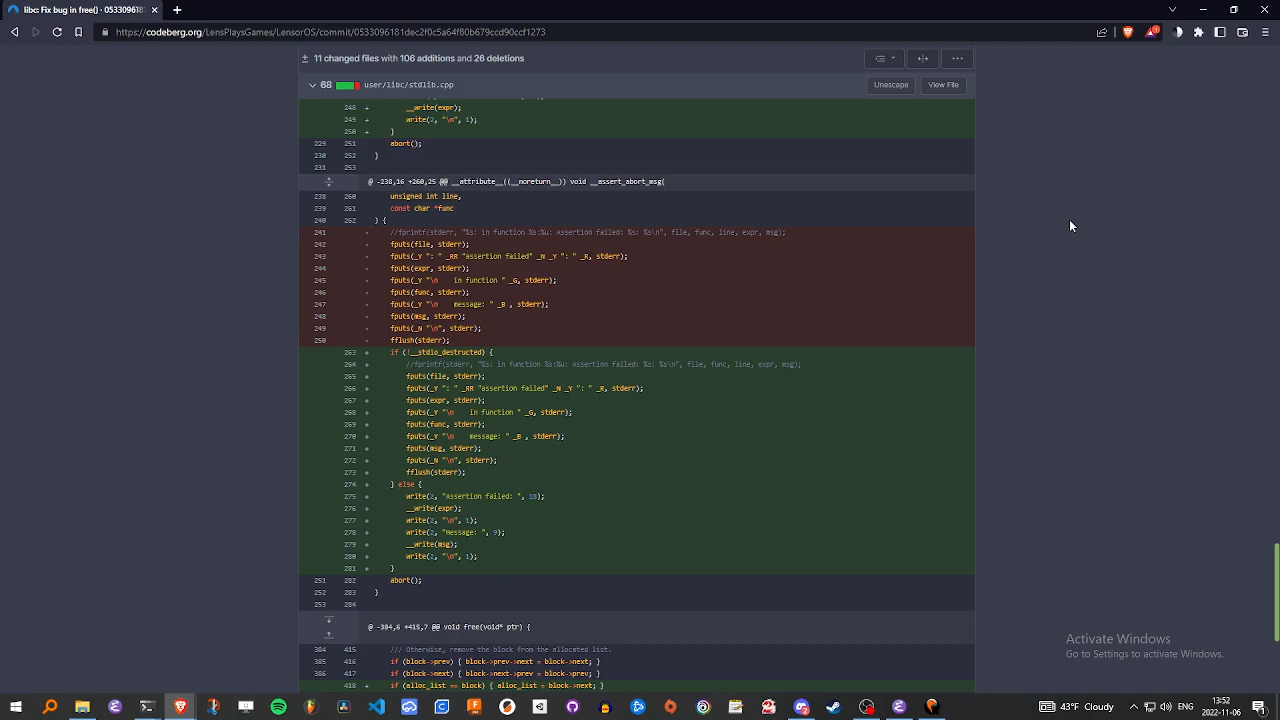 libc: Fix bug in free() · 0533096181
https://codeberg.org/LensPlaysGames/LensorOS/commit/0533096181dec2f0c5a64f80b679ccd90ccf1273
11 changed files with 106 additions and 26 deletions
68 user/libc/stdlib.cpp Unescape View File
248 + __write(expr);
249 + write(2, "\n", 1);
250 + }
229 251 abort();
230 252 }
231 253
@ -238,16 +260,25 @@ __attribute__((__noreturn__)) void __assert_abort_msg(
238 260 unsigned int line,
239 261 const char *func
240 262 ) {
241 - //fprintf(stderr, "%s: in function %s:%u: Assertion failed: %s: %s\n", file, func, line, expr, msg);
242 - fputs(file, stderr);
243 - fputs(_Y ": " _RR "assertion failed" _N _Y ": " _R, stderr);
244 - fputs(expr, stderr);
245 - fputs(_Y "\n    in function " _G, stderr);
246 - fputs(func, stderr);
247 - fputs(_Y "\n    message: " _B , stderr);
248 - fputs(msg, stderr);
249 - fputs(_N "\n", stderr);
250 - fflush(stderr);
263 + if (!__stdio_destructed) {
264 + //fprintf(stderr, "%s: in function %s:%u: Assertion failed: %s: %s\n", file, func, line, expr, msg);
265 + fputs(file, stderr);
266 + fputs(_Y ": " _RR "assertion failed" _N _Y ": " _R, stderr);
267 + fputs(expr, stderr);
268 + fputs(_Y "\n    in function " _G, stderr);
269 + fputs(func, stderr);
270 + fputs(_Y "\n    message: " _B , stderr);
271 + fputs(msg, stderr);
272 + fputs(_N "\n", stderr);
273 + fflush(stderr);
274 + } else {
275 + write(2, "Assertion failed: ", 18);
276 + __write(expr);
277 + write(2, "\n", 1);
278 + write(2, "Message: ", 9);
279 + __write(msg);
280 + write(2, "\n", 1);
281 + }
251 282 abort();
252 283 }
253 284
@ -384,6 +415,7 @@ void free(void* ptr) {
384 415 /// Otherwise, remove the block from the allocated list.
385 416 if (block->prev) { block->prev->next = block->next; }
386 417 if (block->next) { block->next->prev = block->next; }
418 + if (alloc_list == block) { alloc_list = block->next; }
Activate Windows
Go to Settings to activate Windows.
43°F Cloudy
13:52
2022-11-06